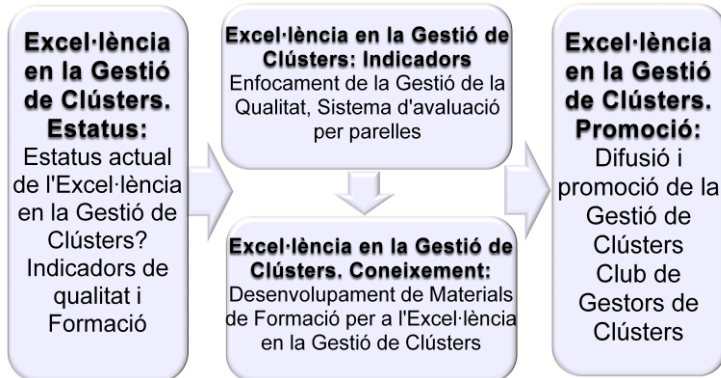 Excel·lència
en la Gestió
de Clústers.
Estatus:
Estatus actual
de l'Excel·lència
en la Gestió de
Clústers?
Indicadors de
qualitat i
Formació
Excel·lència en la Gestió de
Clústers: Indicadors
Enfocament de la Gestió de la
Qualitat, Sistema d'avaluació
per parelles
Excel·lència en la Gestió de
Clústers. Coneixement:
Desenvolupament de Materials
de Formació per a l'Excel·lència
en la Gestió de Clústers
Excel·lència
en la Gestió
de Clústers.
Promoció:
Difusió i
promoció de la
Gestió de
Clústers
Club de
Gestors de
Clústers